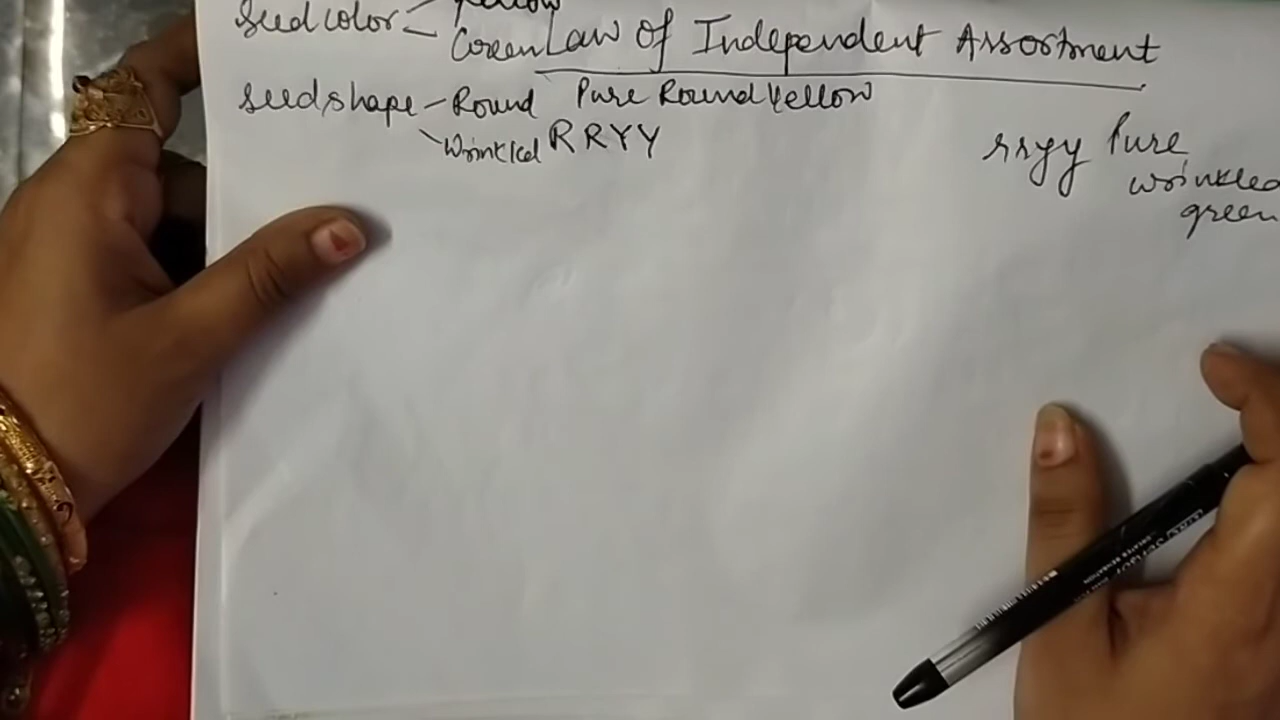 Seed color - Yellow
Green
Law of Independent Assortment
Seed shape - Round
Wrinkled
Pure Round Yellow
RRYY
rryy Pure
wrinkled
green